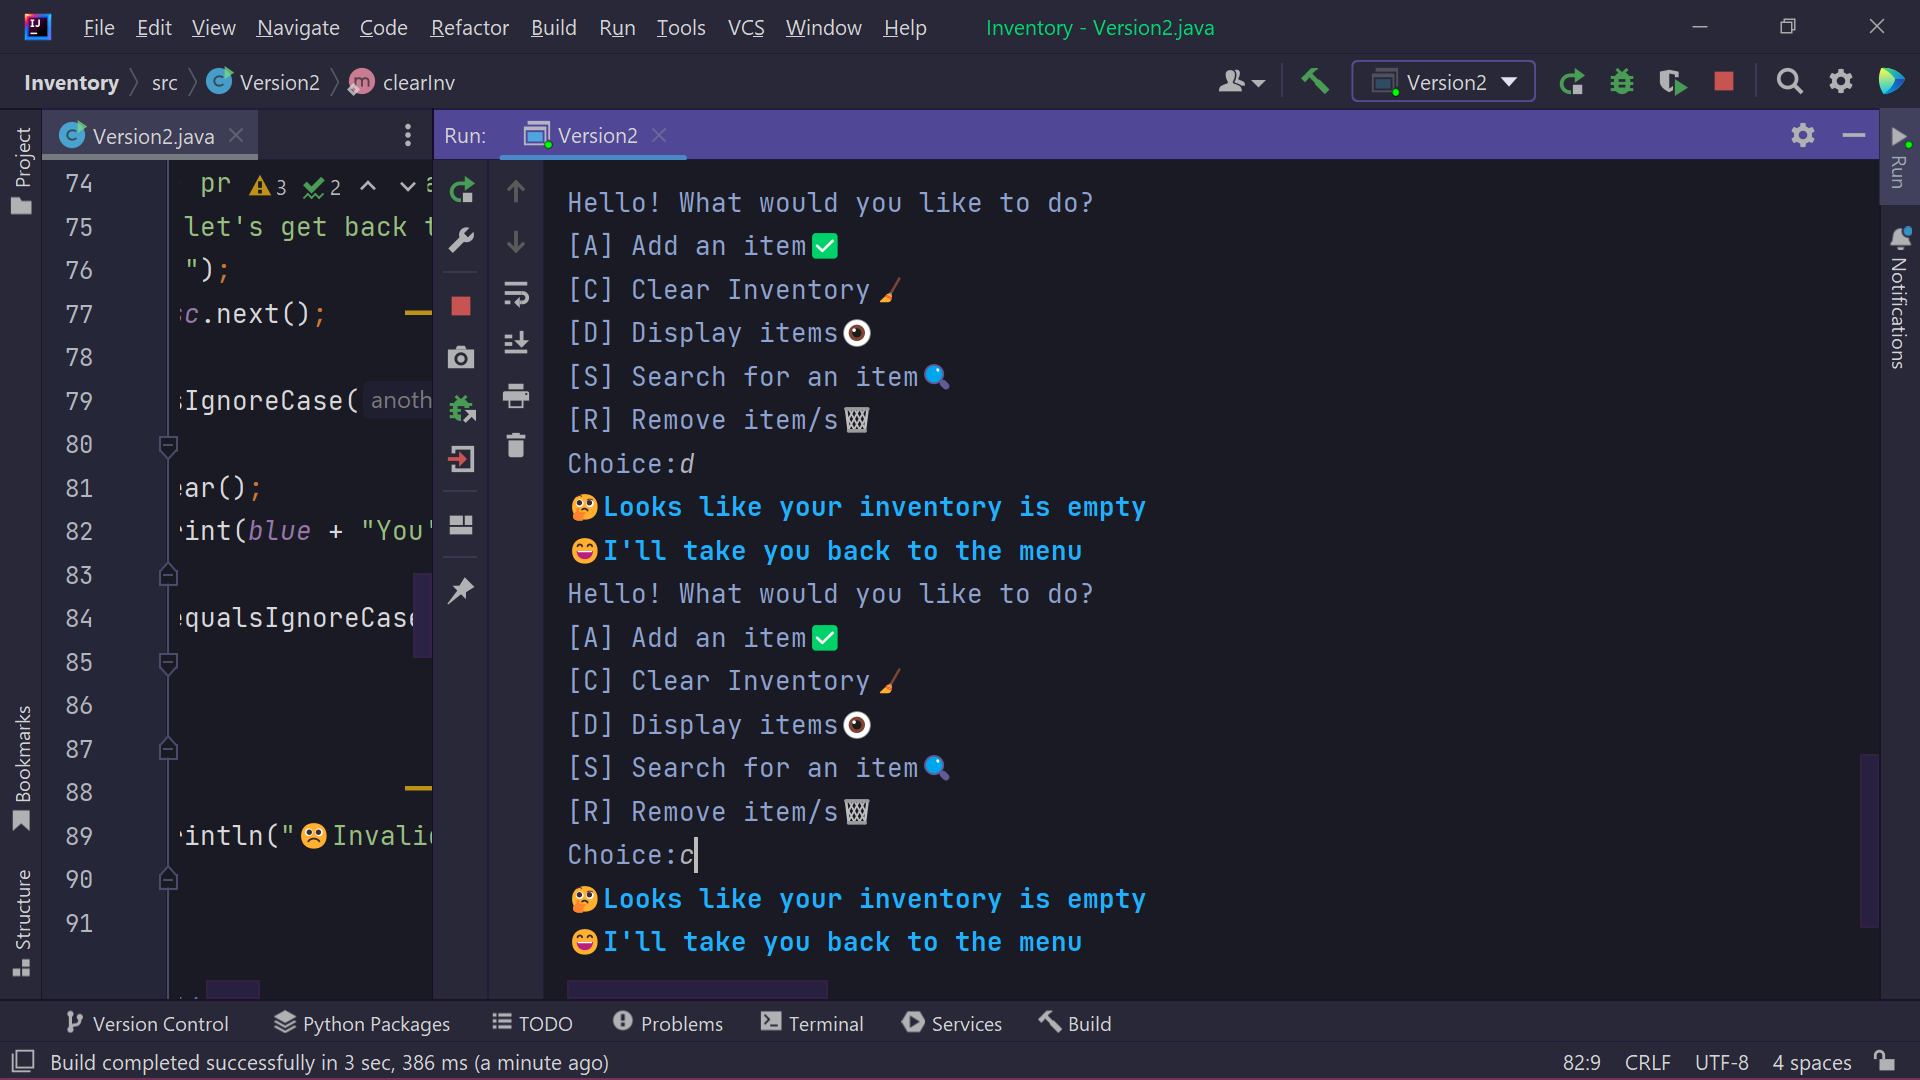 File Edit View Navigate Code Refactor Build Run Tools VCS Window Help Inventory - Version2.java
Inventory src Version2 clearInv Version2
Version2.java
Run: Version2
Project
Bookmarks
Structure
Run
Notifications
74 pr 3 2
75 let's get back t
76 ");
77 c.next();
78
79 sIgnoreCase( anoth
80
81 ear();
82 rint(blue + "You'
83
84 equalsIgnoreCase
85
86
87
88
89 rintln("🙁Invalid
90
91
Hello! What would you like to do?
[A] Add an item✅
[C] Clear Inventory🖌
[D] Display items👁
[S] Search for an item🔍
[R] Remove item/s🗑
Choice:d
🤔Looks like your inventory is empty
😄I'll take you back to the menu
Hello! What would you like to do?
[A] Add an item✅
[C] Clear Inventory🖌
[D] Display items👁
[S] Search for an item🔍
[R] Remove item/s🗑
Choice:c
🤔Looks like your inventory is empty
😄I'll take you back to the menu
Version Control Python Packages TODO Problems Terminal Services Build
Build completed successfully in 3 sec, 386 ms (a minute ago) 82:9 CRLF UTF-8 4 spaces